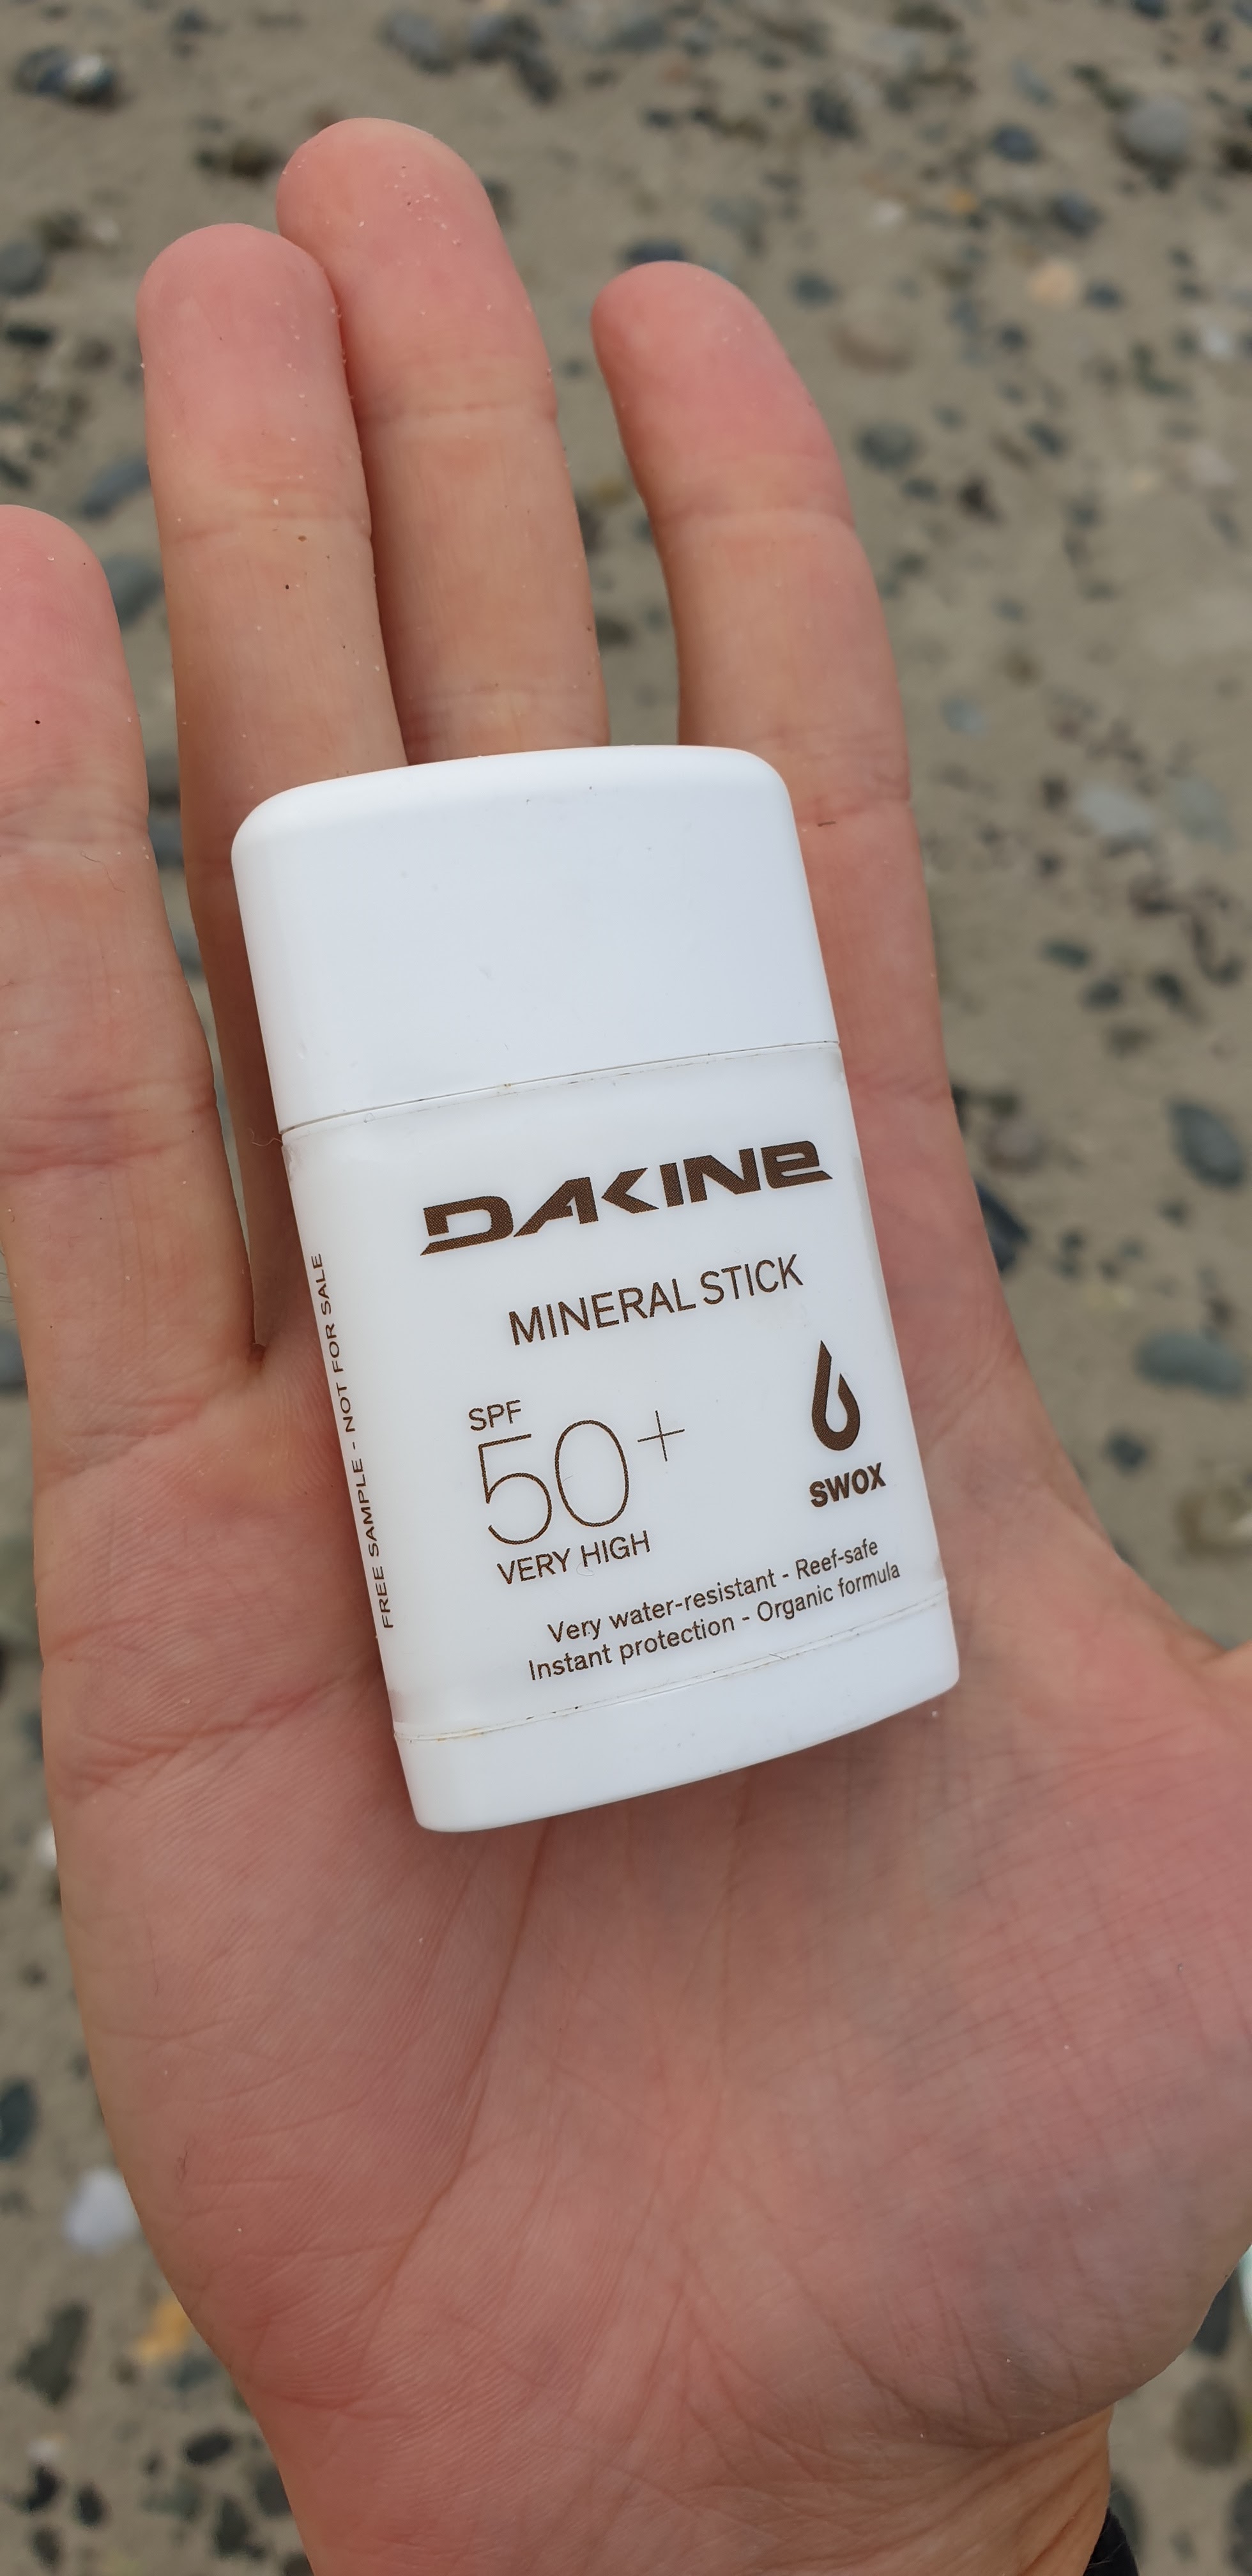 DAKINE
MINERAL STICK
SPF
50+
VERY HIGH
SWOX
Very water-resistant - Reef-safe
Instant protection - Organic formula
FREE SAMPLE - NOT FOR SALE